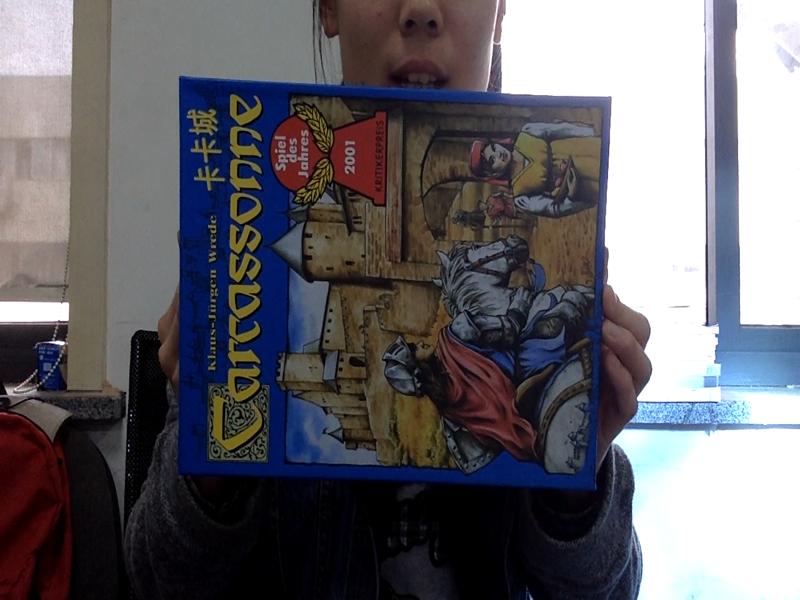 Klaus-Jürgen Wrede
卡卡城
Carcassonne
Spiel
des
Jahres
2001
KRITIKERPREIS